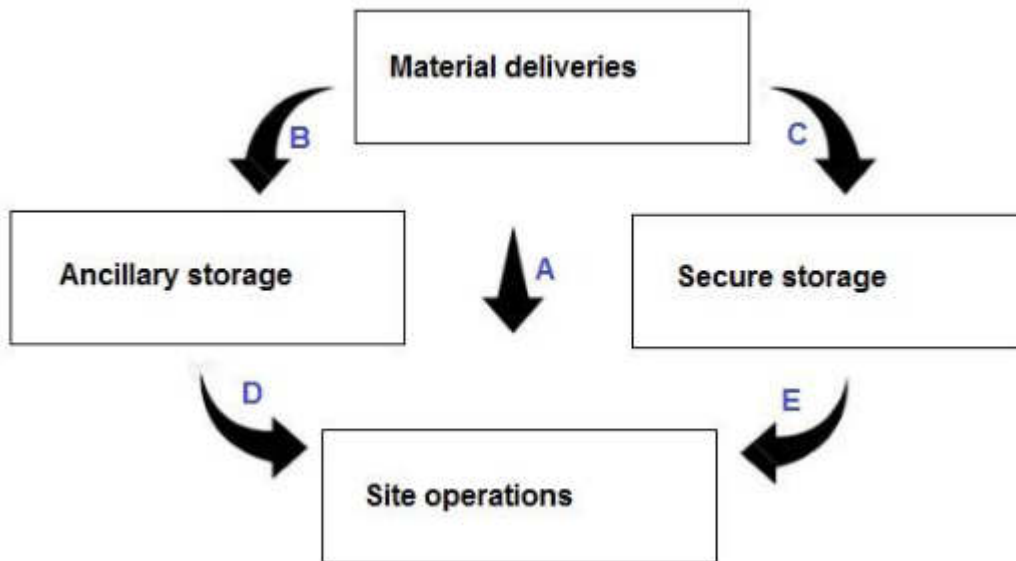 Material deliveries
B
C
Ancillary storage
A
Secure storage
D
E
Site operations